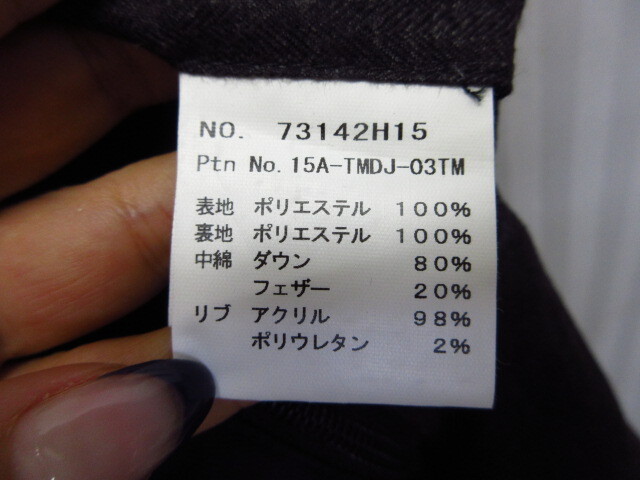 NO. 73142H15
Ptn No. 15A-TMDJ-03TM
表地 ポリエステル 100%
裏地 ポリエステル 100%
中綿 ダウン 80%
フェザー 20%
リブ アクリル 98%
ポリウレタン 2%